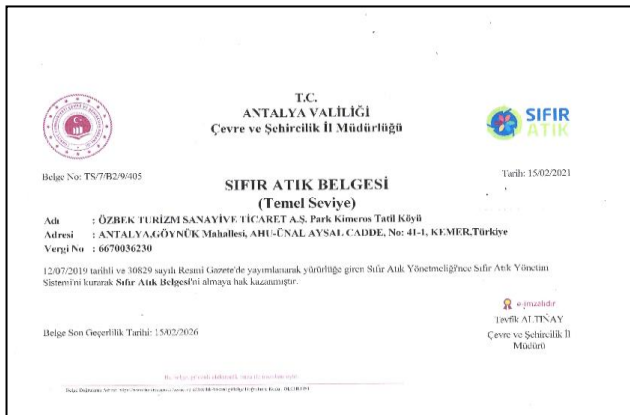 T.C.
ANTALYA VALİLİĞİ
Çevre ve Şehircilik İl Müdürlüğü
SIFIR
ATIK
Belge No: TS/7/B2/9/405
Tarih: 15/02/2021
SIFIR ATIK BELGESİ
(Temel Seviye)
Adı : ÖZBEK TURİZM SANAYİVE TİCARET A.Ş. Park Kimeros Tatil Köyü
Adresi : ANTALYA,GÖYNÜK Mahallesi, AHU-ÜNAL AYSAL CADDE, No: 41-1, KEMER,Türkiye
Vergi No : 6670036230
12/07/2019 tarihli ve 30829 sayılı Resmi Gazete'de yayımlanarak yürürlüğe giren Sıfır Atık Yönetmeliği'nce Sıfır Atık Yönetim
Sistemi'ni kurarak Sıfır Atık Belgesi'ni almaya hak kazanmıştır.
e-imzalıdır
Tevfik ALTINAY
Çevre ve Şehircilik İl
Müdürü
Belge Son Geçerlilik Tarihi: 15/02/2026